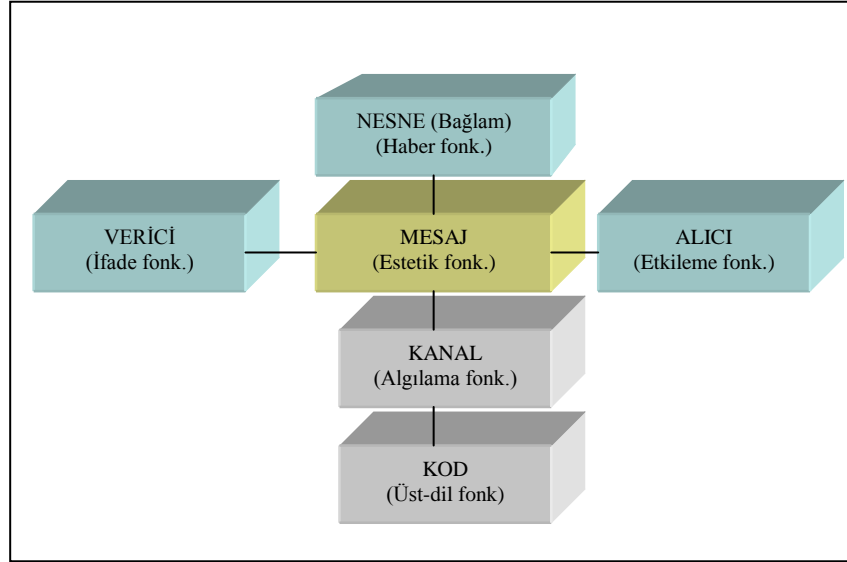 NESNE (Bağlam)
(Haber fonk.)
VERİCİ
(İfade fonk.)
MESAJ
(Estetik fonk.)
ALICI
(Etkileme fonk.)
KANAL
(Algılama fonk.)
KOD
(Üst-dil fonk)